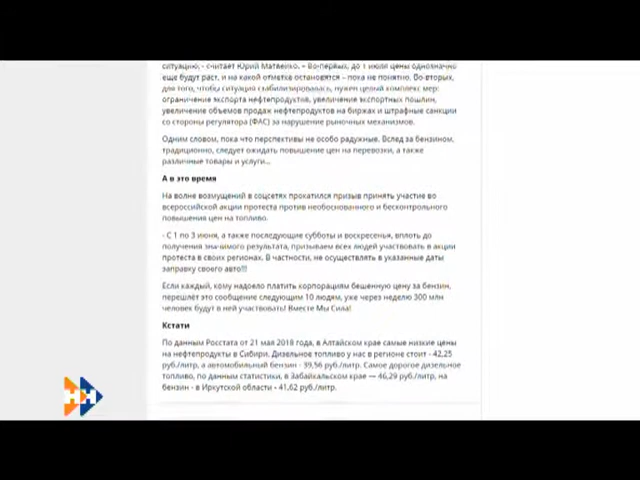 ситуацию, - считает Юрий Матвейко. – Во-первых, до 1 июля цены однозначно
еще будут раст, и на какой отметке остановятся – пока не понятно. Во-вторых,
для того, чтобы ситуация стабилизировалась, нужен целый комплекс мер:
ограничение экспорта нефтепродуктов, увеличение экспортных пошлин,
увеличение объемов продаж нефтепродуктов на биржах и штрафные санкции
со стороны регулятора (ФАС) за нарушение рыночных механизмов.
Одним словом, пока что перспективы не особо радужные. Вслед за бензином,
традиционно, следует ожидать повышение цен на перевозки, а также
различные товары и услуги...
А в это время
На волне возмущений в соцсетях прокатился призыв принять участие во
всероссийской акции протеста против необоснованного и бесконтрольного
повышения цен на топливо.
- С 1 по 3 июня, а также последующие субботы и воскресенья, вплоть до
получения значимого результата, призываем всех людей участвовать в акции
протеста в своих регионах. В частности, не осуществлять в указанные даты
заправку своего авто!!!
Если каждый, кому надоело платить корпорациям бешенную цену за бензин,
перешлёт это сообщение следующим 10 людям, уже через неделю 300 млн
человек будут в ней участвовать! Вместе Мы Сила!
Кстати
По данным Росстата от 21 мая 2018 года, в Алтайском крае самые низкие цены
на нефтепродукты в Сибири. Дизельное топливо у нас в регионе стоит - 42,25
руб./литр, а автомобильный бензин - 39,56 руб./литр. Самое дорогое дизельное
топливо, по данным статистики, в Забайкальском крае — 46,29 руб./литр, на
бензин - в Иркутской области - 41,62 руб./литр.
НН